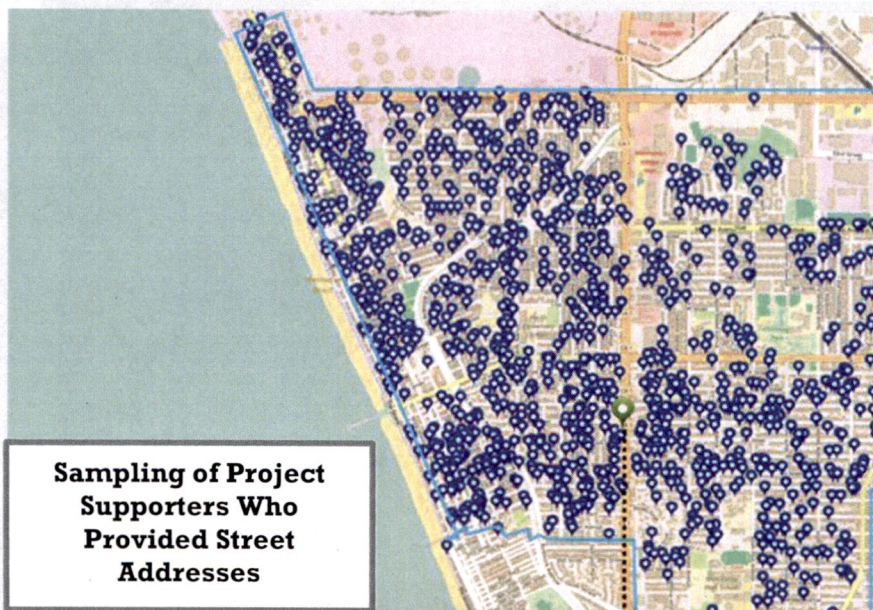 Sampling of Project
Supporters Who
Provided Street
Addresses